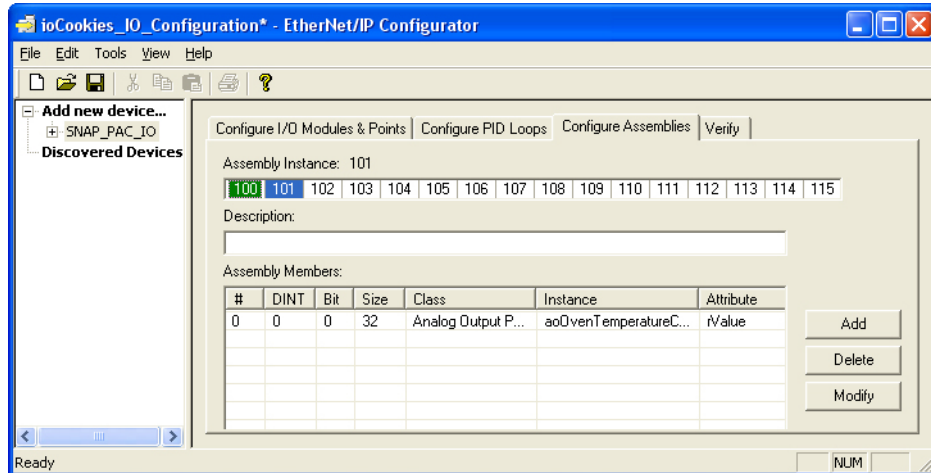 ioCookies_IO_Configuration* - EtherNet/IP Configurator
File Edit Tools View Help
Add new device...
SNAP_PAC_IO
Discovered Devices
Configure I/O Modules & Points Configure PID Loops Configure Assemblies Verify
Assembly Instance: 101
100 101 102 103 104 105 106 107 108 109 110 111 112 113 114 115
Description:
Assembly Members:
# DINT Bit Size Class Instance Attribute
0 0 0 32 Analog Output P... aoOvenTemperatureC... rValue
Add
Delete
Modify
Ready NUM